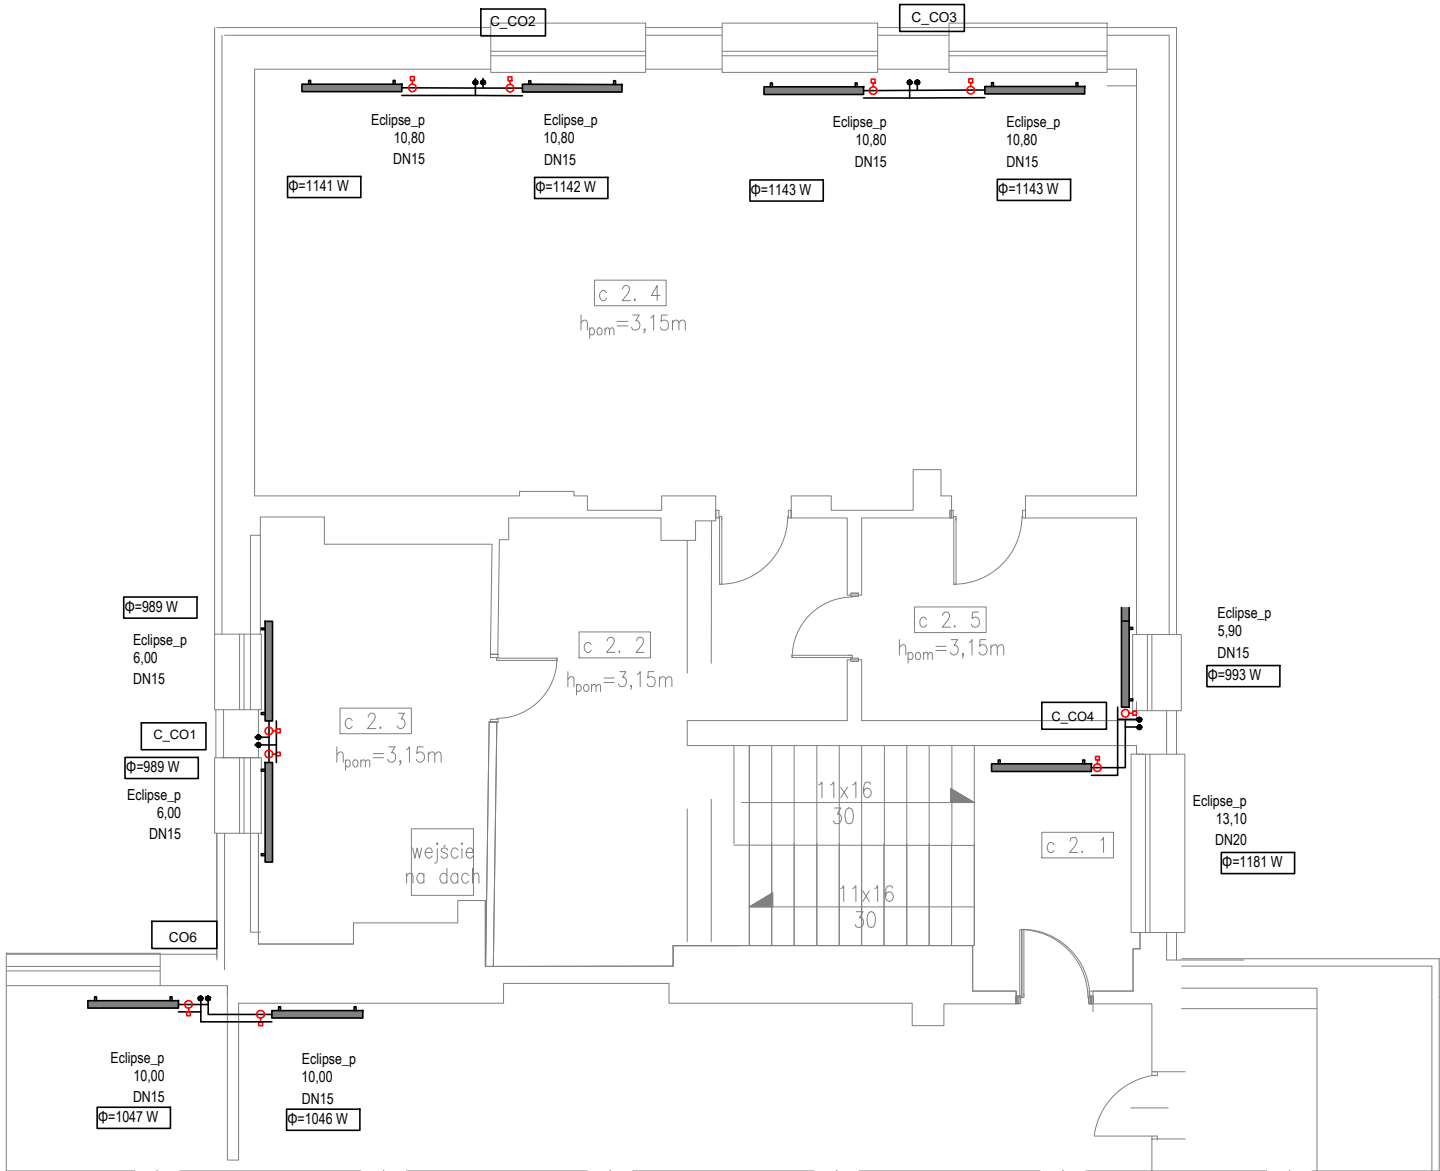 C_CO2
C_CO3
Eclipse_p
10,80
DN15
Φ=1141 W
Eclipse_p
10,80
DN15
Φ=1142 W
Eclipse_p
10,80
DN15
Φ=1143 W
Eclipse_p
10,80
DN15
Φ=1143 W
c 2. 4
hpom=3,15m
Φ=989 W
Eclipse_p
6,00
DN15
C_CO1
Φ=989 W
Eclipse_p
6,00
DN15
c 2. 3
hpom=3,15m
c 2. 2
hpom=3,15m
c 2. 5
hpom=3,15m
Eclipse_p
5,90
DN15
Φ=993 W
C_CO4
11x16
30
11x16
30
c 2. 1
Eclipse_p
13,10
DN20
Φ=1181 W
wejście
na dach
CO6
Eclipse_p
10,00
DN15
Φ=1047 W
Eclipse_p
10,00
DN15
Φ=1046 W